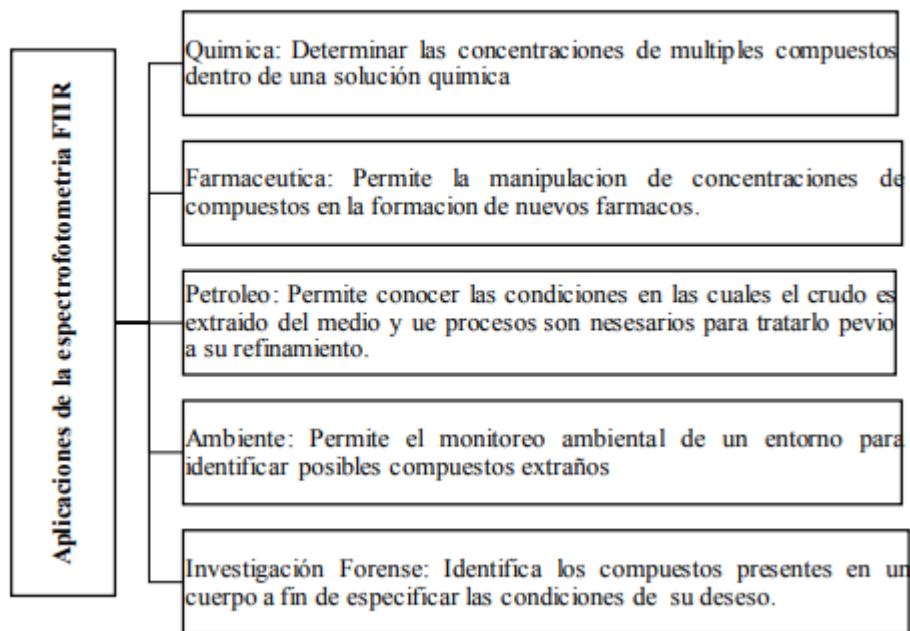 Aplicaciones de la espectrofotometria FTIR
Quimica: Determinar las concentraciones de multiples compuestos
dentro de una solución quimica
Farmaceutica: Permite la manipulacion de concentraciones de
compuestos en la formacion de nuevos farmacos.
Petroleo: Permite conocer las condiciones en las cuales el crudo es
extraido del medio y ue procesos son nesesarios para tratarlo pevio
a su refinamiento.
Ambiente: Permite el monitoreo ambiental de un entorno para
identificar posibles compuestos extraños
Investigación Forense: Identifica los compuestos presentes en un
cuerpo a fin de especificar las condiciones de su deseso.